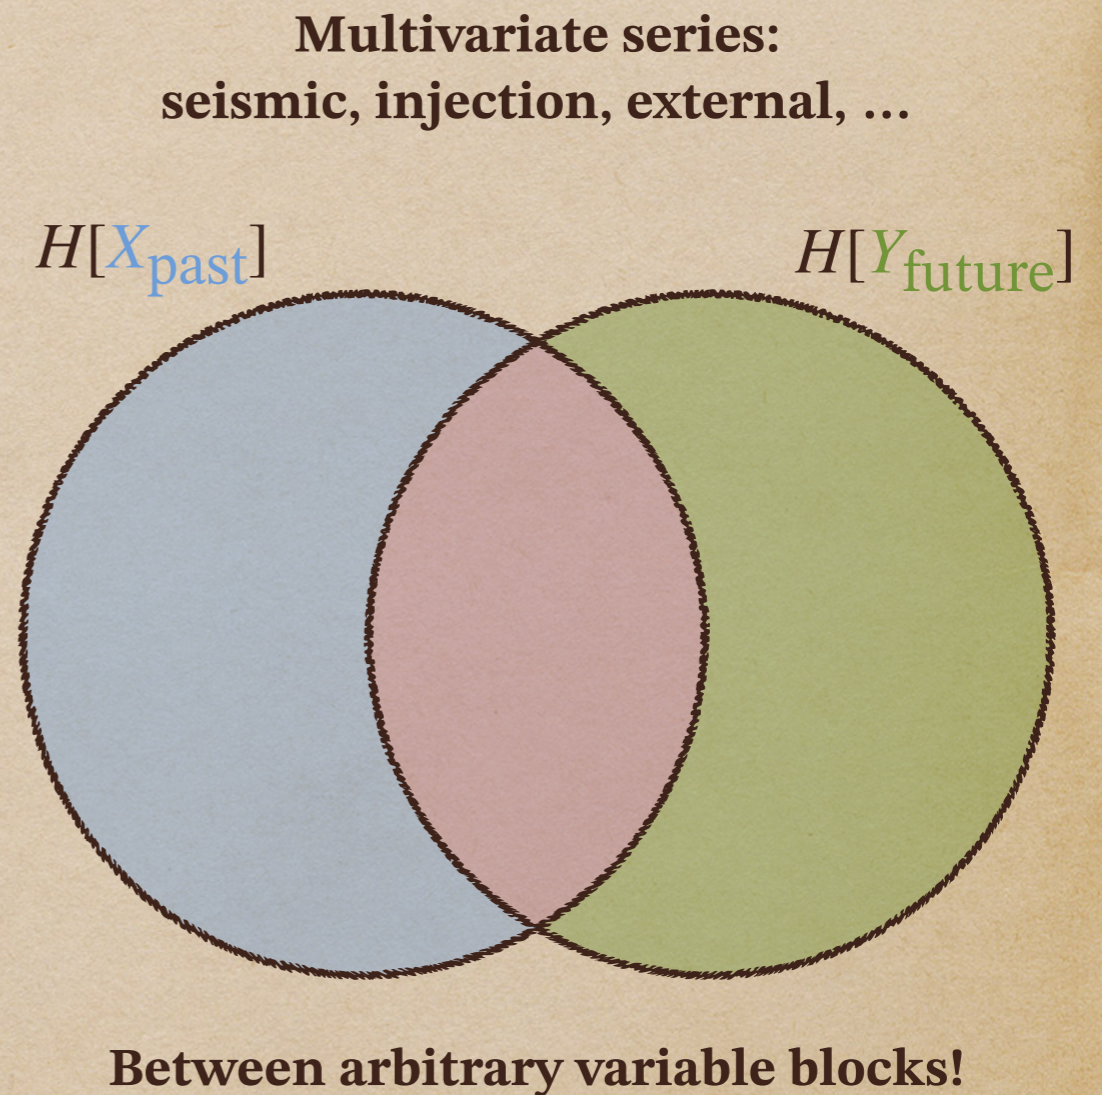 Multivariate series:
seismic, injection, external, …
H[X_past]
H[Y_future]
Between arbitrary variable blocks!